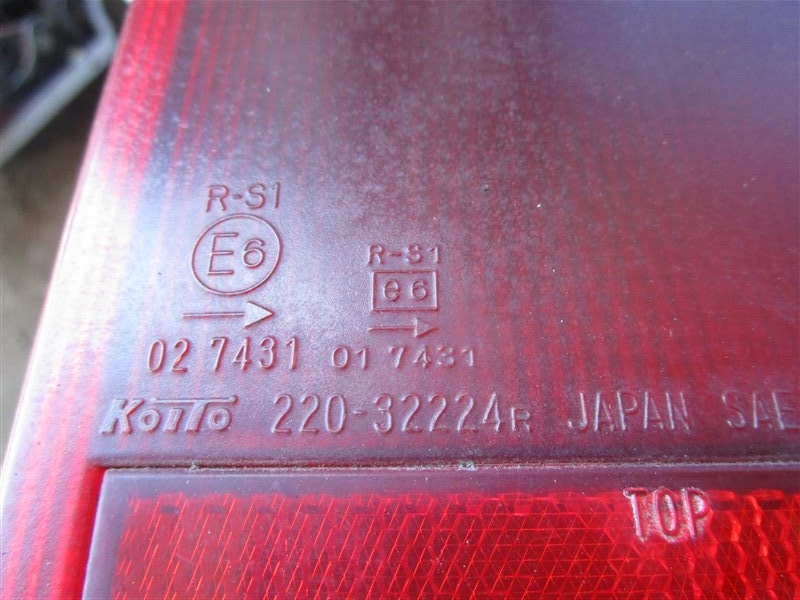 R-S1
E6
→
02 7431
R-S1
e6
→
01 7431
KOITO 220-32224R JAPAN SAE
TOP